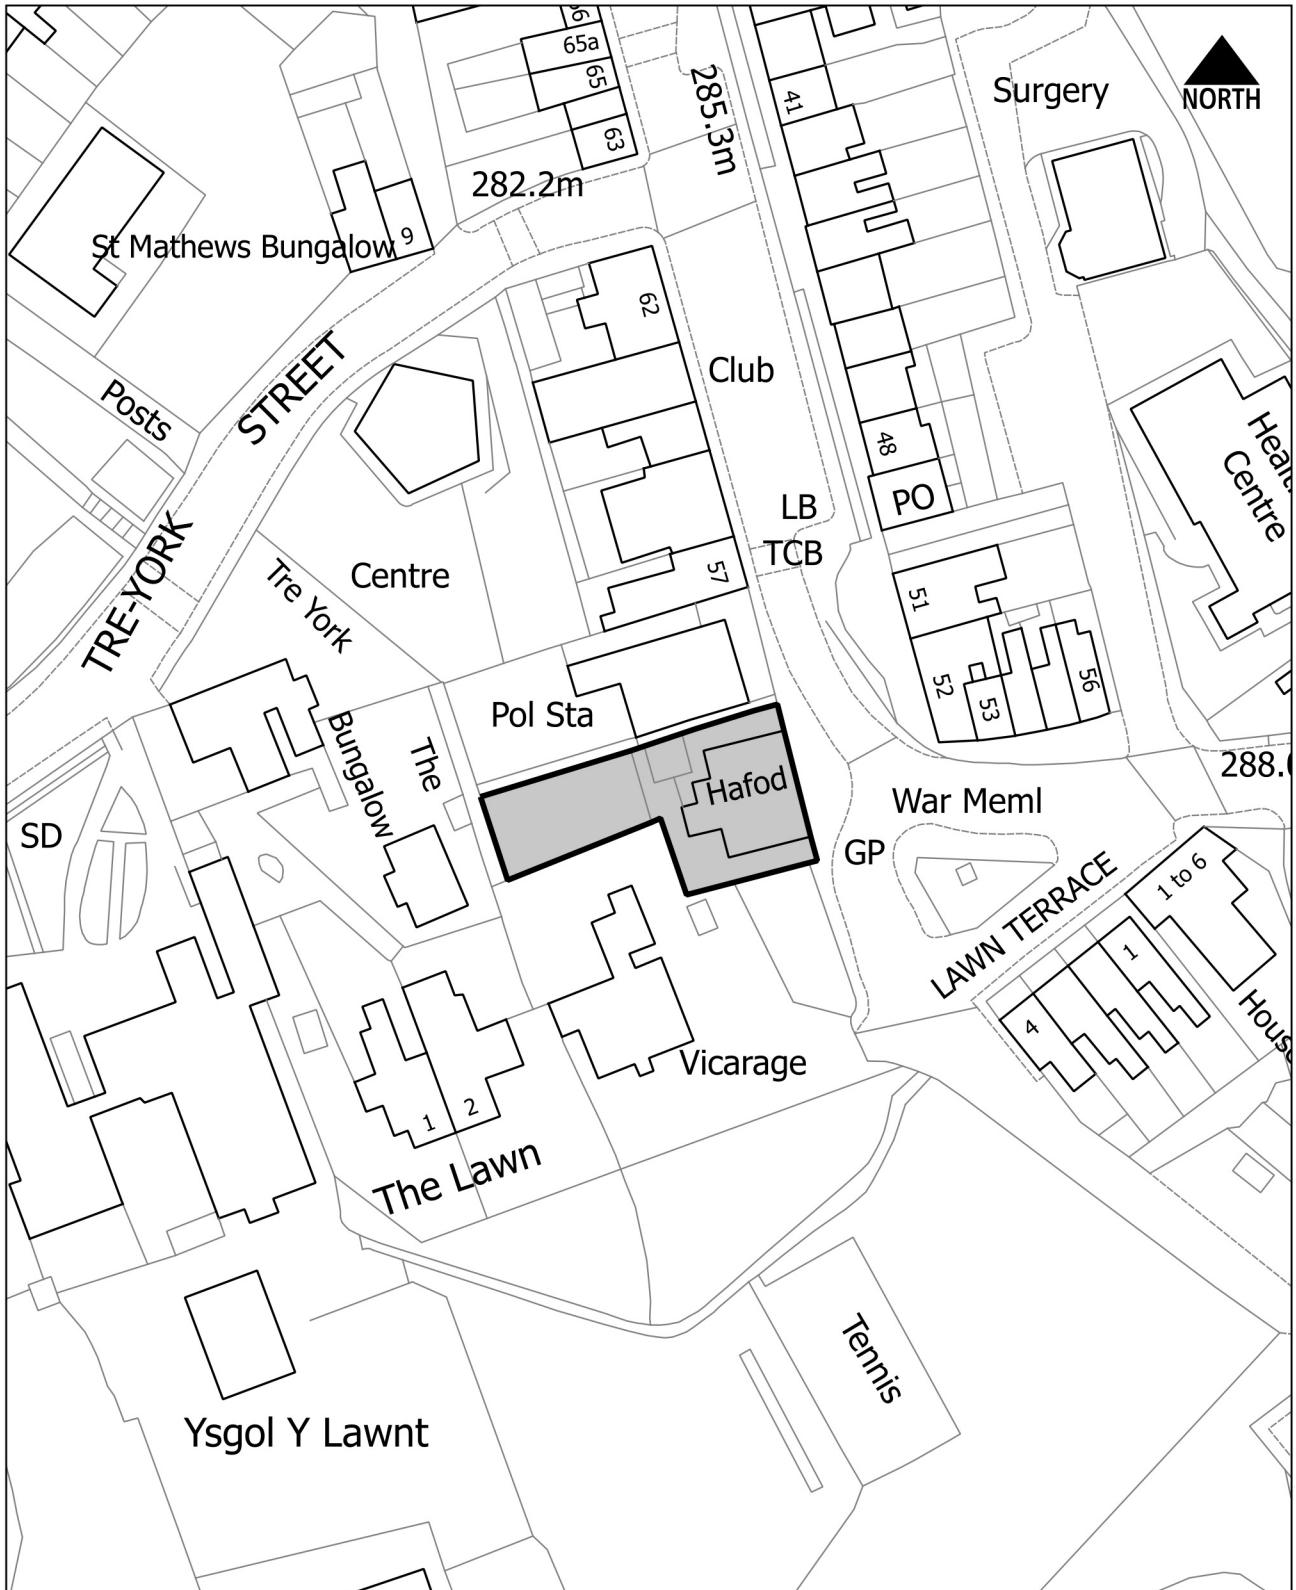 65a
65
63
285.3m
41
Surgery
NORTH
282.2m
9
St Mathews Bungalow
62
Club
STREET
Posts
48
PO
LB
TCB
Centre
TRE-YORK
Centre
Tre York
57
51
52
53
56
Pol Sta
The
Bungalow
Hafod
War Meml
SD
GP
1 to 6
LAWN TERRACE
1
4
Vicarage
1
2
The Lawn
Tennis
Ysgol Y Lawnt